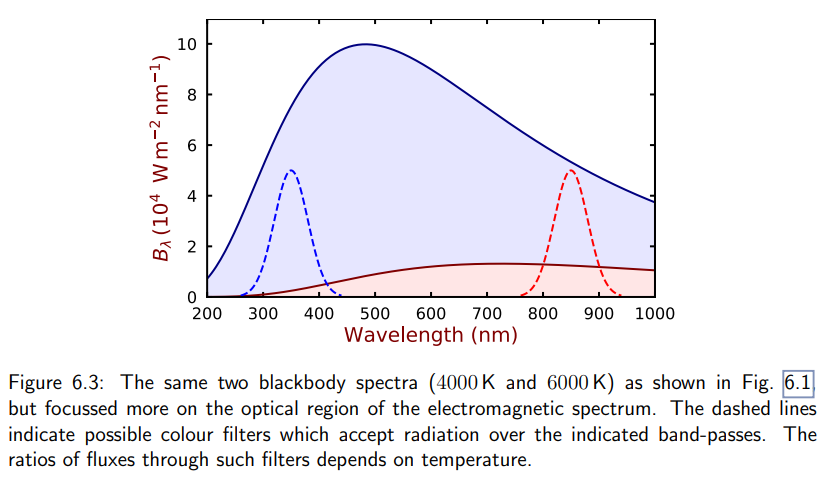 10
8
6
4
2
0
B_λ (10⁴ W m⁻² nm⁻¹)
200 300 400 500 600 700 800 900 1000
Wavelength (nm)
Figure 6.3: The same two blackbody spectra (4000 K and 6000 K) as shown in Fig. 6.1,
but focussed more on the optical region of the electromagnetic spectrum. The dashed lines
indicate possible colour filters which accept radiation over the indicated band-passes. The
ratios of fluxes through such filters depends on temperature.